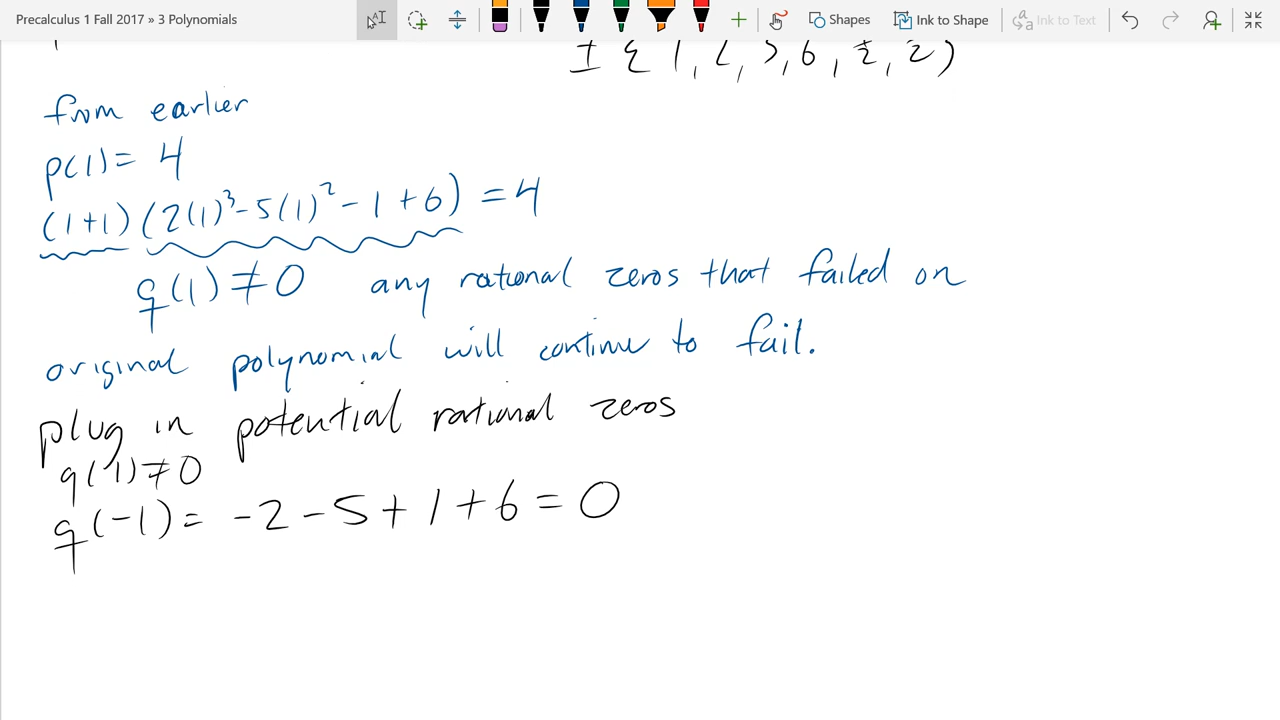 Precalculus 1 Fall 2017 » 3 Polynomials
Shapes
Ink to Shape
Ink to Text
from earlier
p(1) = 4
(1+1)(2(1)³-5(1)²-1+6) = 4
q(1) ≠ 0 any rational zeros that failed on
original polynomial will continue to fail.
plug in potential rational zeros
q(1) ≠ 0
q(-1) = -2-5+1+6 = 0